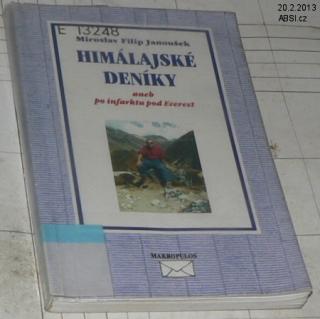 20.2.2013
ABSI.cz
E 13248
Miroslav Filip Janoušek
HIMÁLAJSKÉ
DENÍKY
aneb
po infarktu pod Everest
MAKROPULOS